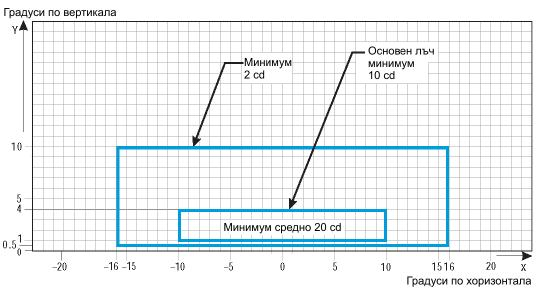 Градуси по вертикала
Y
Минимум
2 cd
Основен лъч
минимум
10 cd
10
5
4
1
0.5
0
Минимум средно 20 cd
−20 −16 −15 −10 −5 0 5 10 15 16 20 X
Градуси по хоризонтала